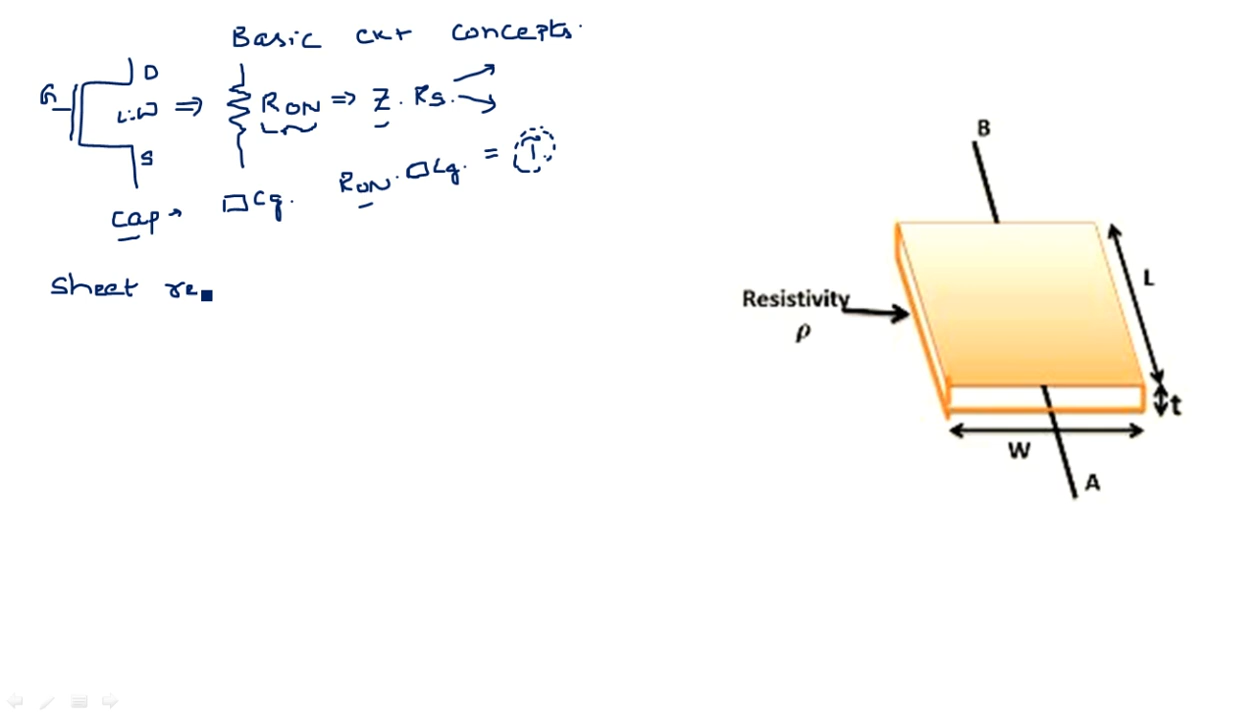 Basic ckt concepts.
G D L:W S ⇒ RON ⇒ Z. Rs.
RON. □Cg. = τ
cap → □Cg.
Sheet re
B
L
Resistivity
ρ
t
W
A